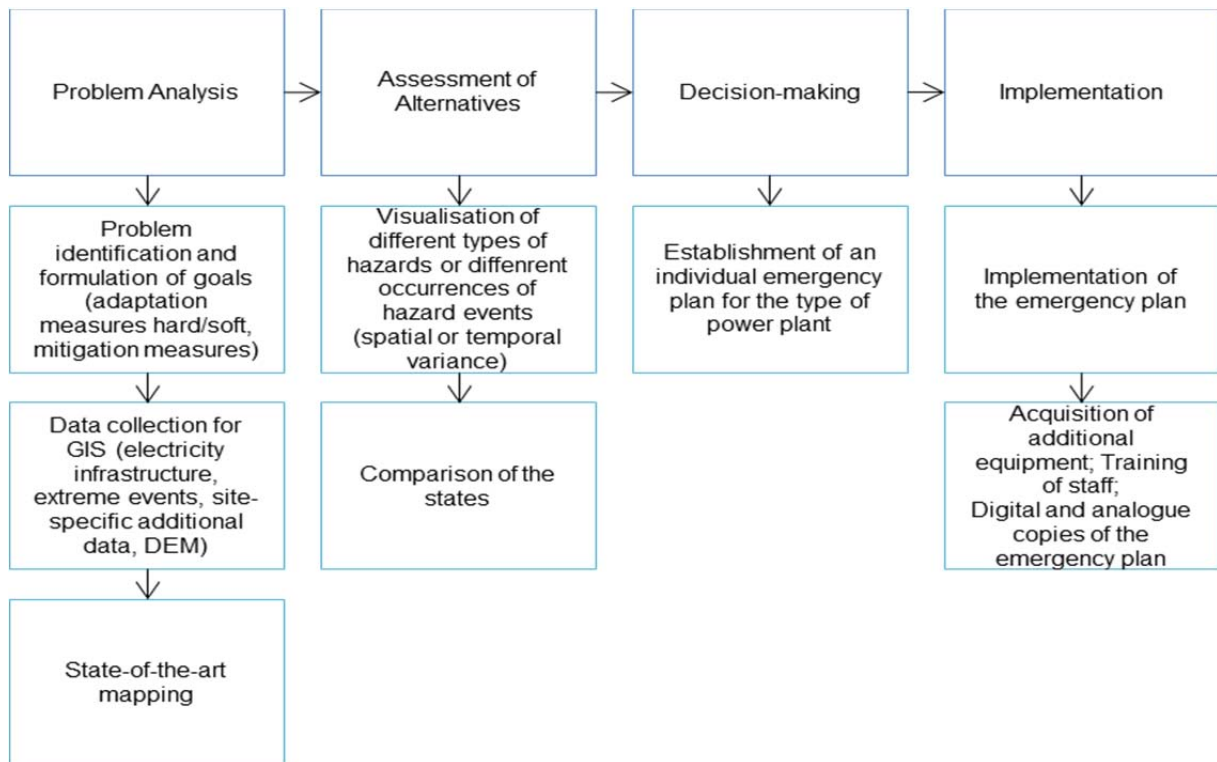 Problem Analysis
Assessment of
Alternatives
Decision-making
Implementation
Problem
identification and
formulation of goals
(adaptation
measures hard/soft,
mitigation measures)
Visualisation of
different types of
hazards or diffenrent
occurrences of
hazard events
(spatial or temporal
variance)
Establishment of an
individual emergency
plan for the type of
power plant
Implementation of
the emergency plan
Data collection for
GIS (electricity
infrastructure,
extreme events, site-
specific additional
data, DEM)
Comparison of the
states
Acquisition of
additional
equipment; Training
of staff;
Digital and analogue
copies of the
emergency plan
State-of-the-art
mapping